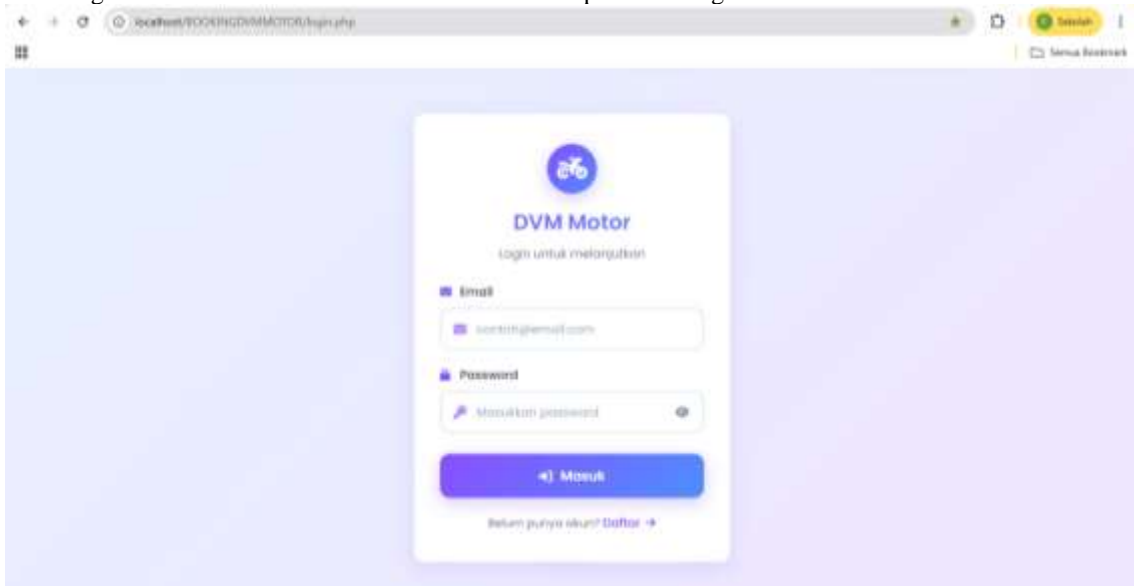 localhost/BOOKINGDVMMOTOR/login.php
Sekolah
Semua Bookmark
DVM Motor
Login untuk melanjutkan
Email
contoh@email.com
Password
Masukkan password
Masuk
Belum punya akun? Daftar →